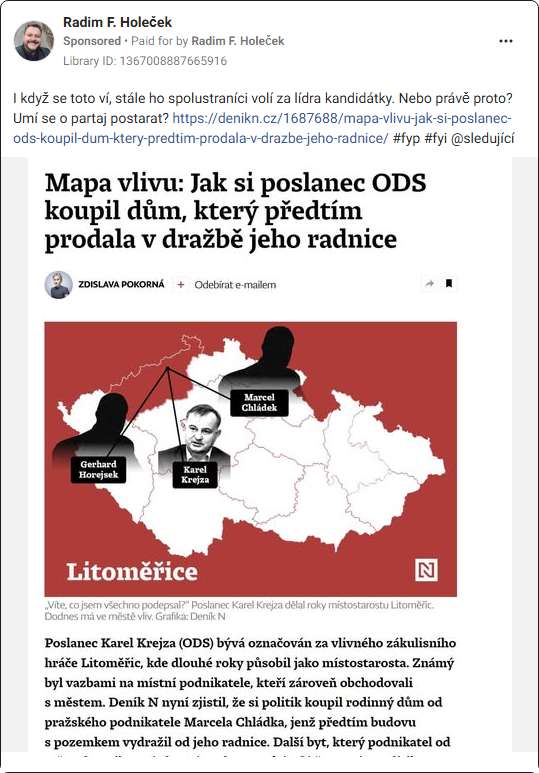 Radim F. Holeček
Sponsored • Paid for by Radim F. Holeček
Library ID: 1367008887665916
I když se toto ví, stále ho spolustraníci volí za lídra kandidátky. Nebo právě proto?
Umí se o partaj postarat? https://denikn.cz/1687688/mapa-vlivu-jak-si-poslanec-
ods-koupil-dum-ktery-predtim-prodala-v-drazbe-jeho-radnice/ #fyp #fyi @sledující
Mapa vlivu: Jak si poslanec ODS
koupil dům, který předtím
prodala v dražbě jeho radnice
ZDISLAVA POKORNÁ + Odebírat e-mailem
Marcel
Chládek
Gerhard
Horejsek
Karel
Krejza
Litoměřice
N
„Víte, co jsem všechno podepsal?“ Poslanec Karel Krejza dělal roky místostarostu Litoměřic.
Dodnes má ve městě vliv. Grafika: Deník N
Poslanec Karel Krejza (ODS) bývá označován za vlivného zákulisního
hráče Litoměřic, kde dlouhé roky působil jako místostarosta. Známý
byl vazbami na místní podnikatele, kteří zároveň obchodovali
s městem. Deník N nyní zjistil, že si politik koupil rodinný dům od
pražského podnikatele Marcela Chládka, jenž předtím budovu
s pozemkem vydražil od jeho radnice. Další byt, který podnikatel od